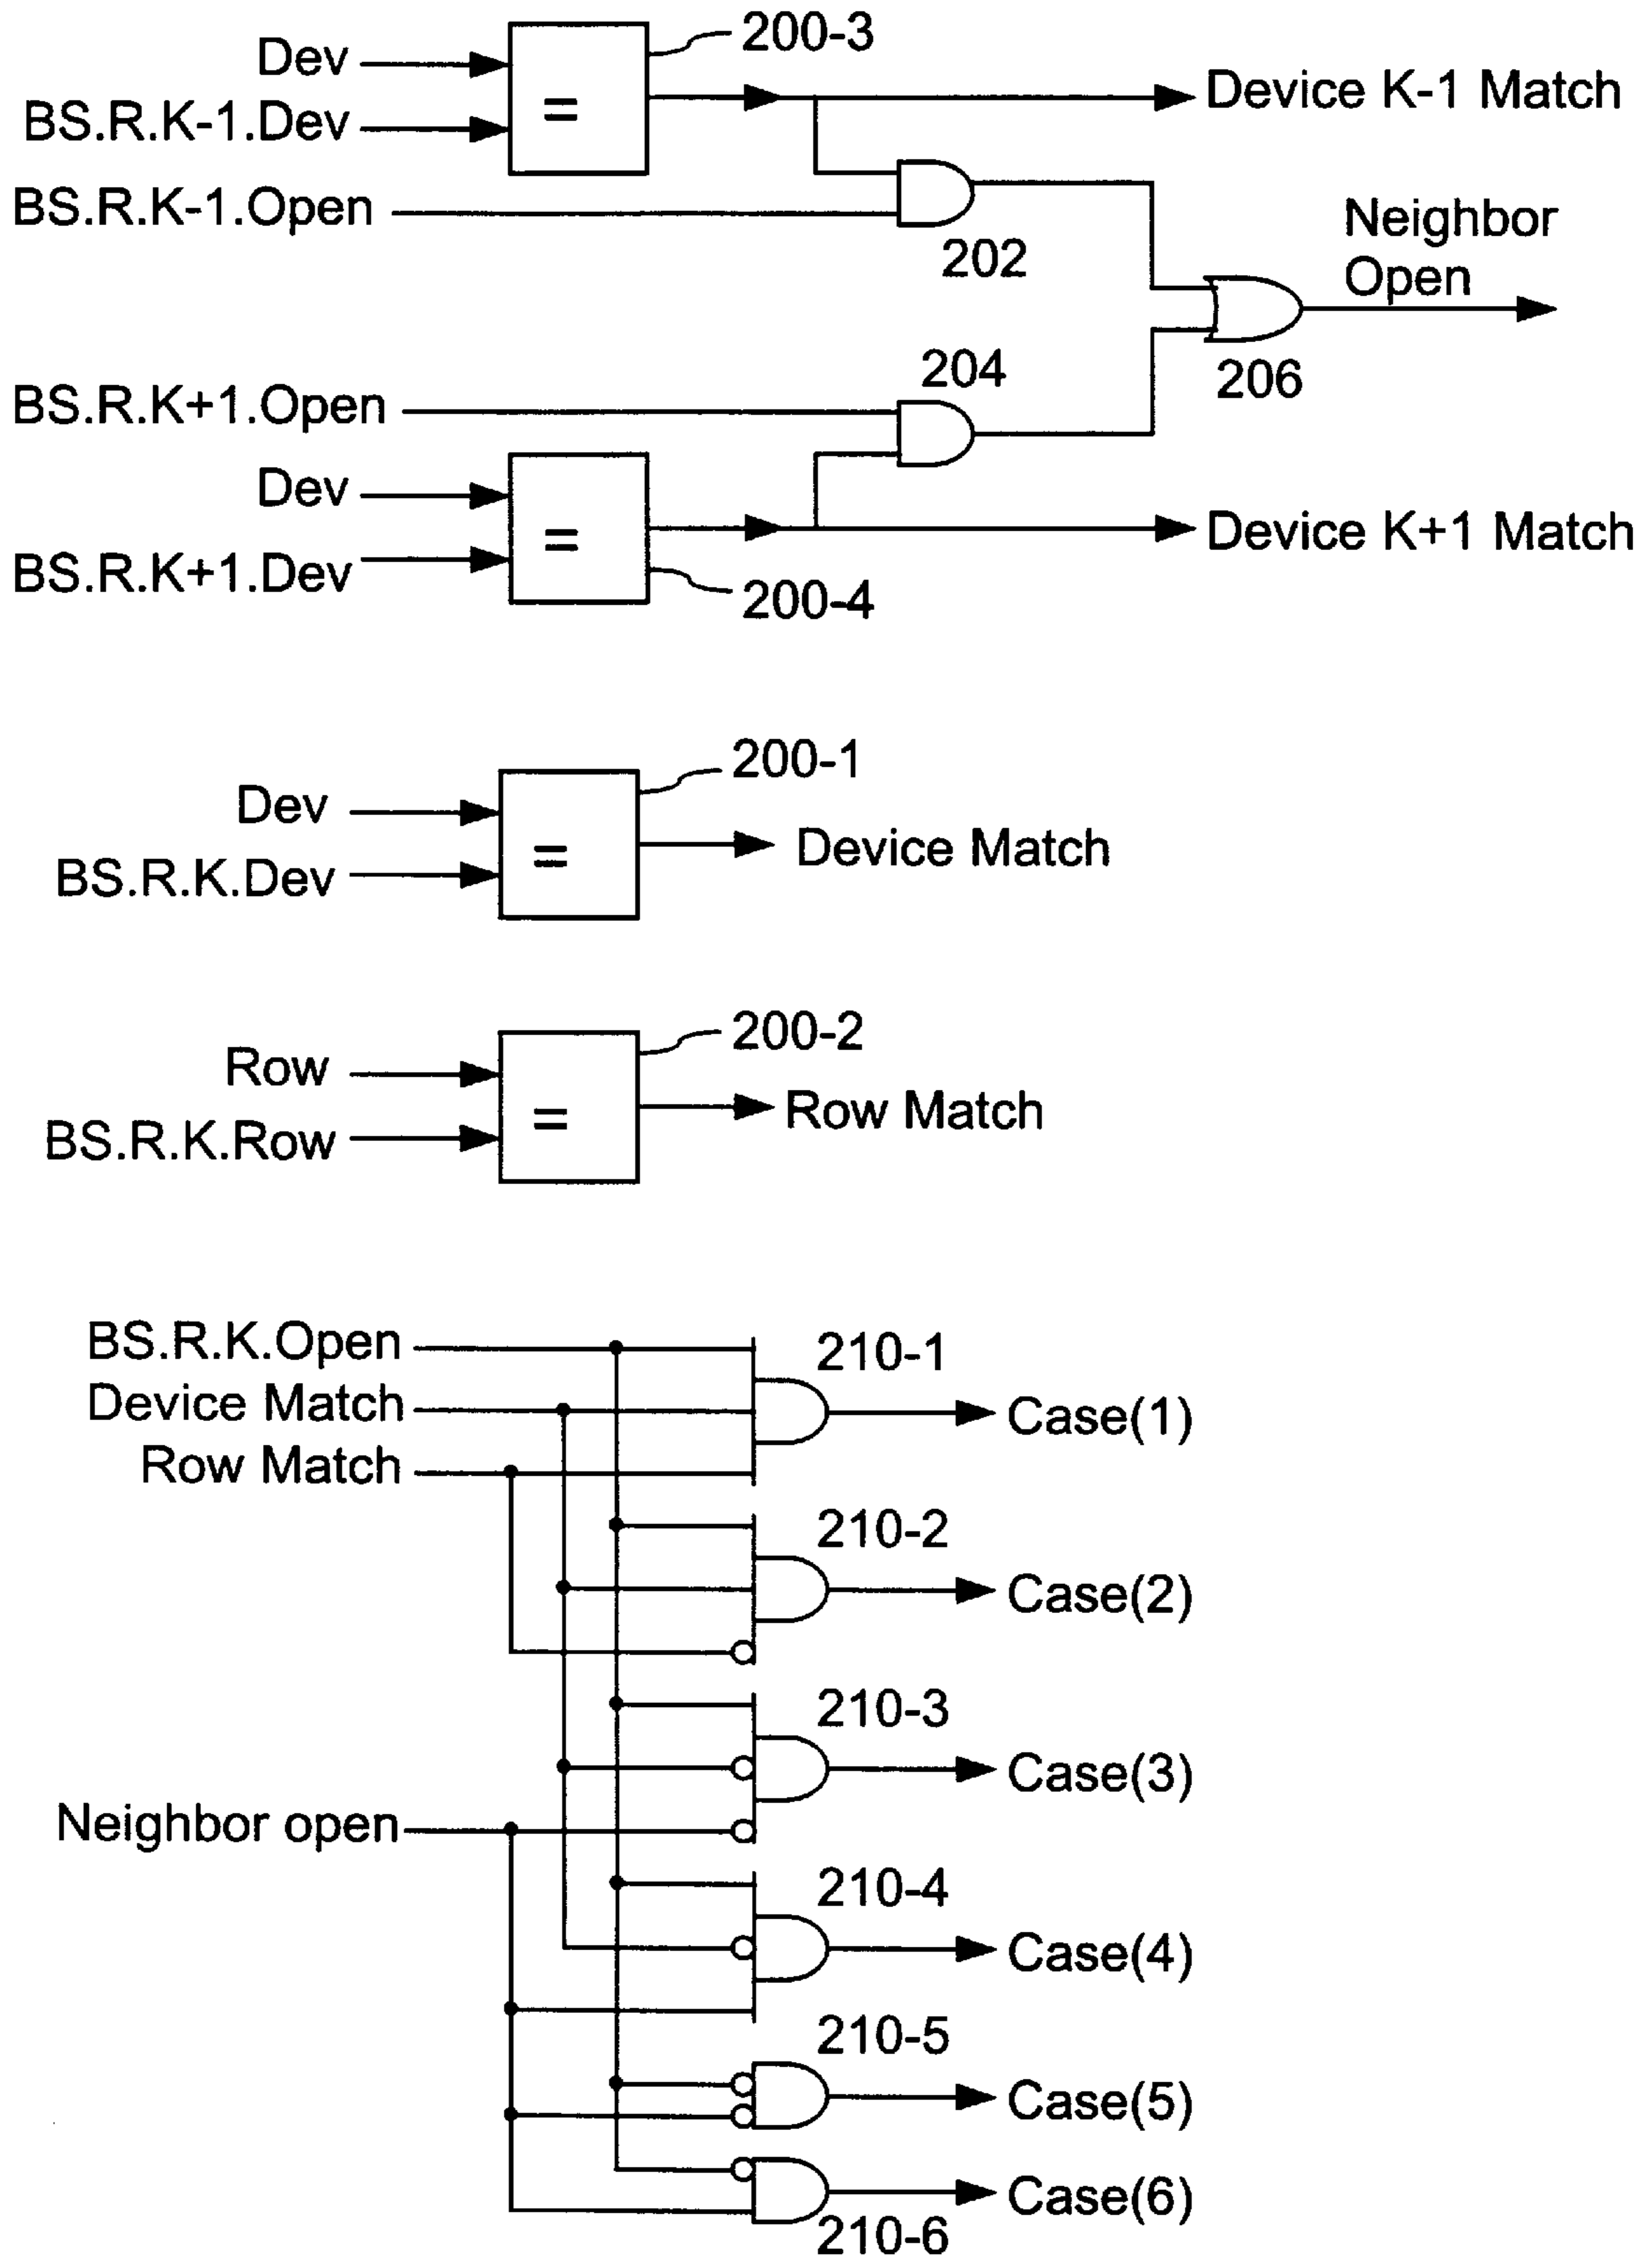 200-3
Dev
=
Device K-1 Match
BS.R.K-1.Dev
BS.R.K-1.Open
202
Neighbor
Open
204
206
BS.R.K+1.Open
Dev
=
Device K+1 Match
BS.R.K+1.Dev
200-4
200-1
Dev
=
Device Match
BS.R.K.Dev
200-2
Row
=
Row Match
BS.R.K.Row
BS.R.K.Open
210-1
Device Match
Case(1)
Row Match
210-2
Case(2)
210-3
Case(3)
Neighbor open
210-4
Case(4)
210-5
Case(5)
Case(6)
210-6